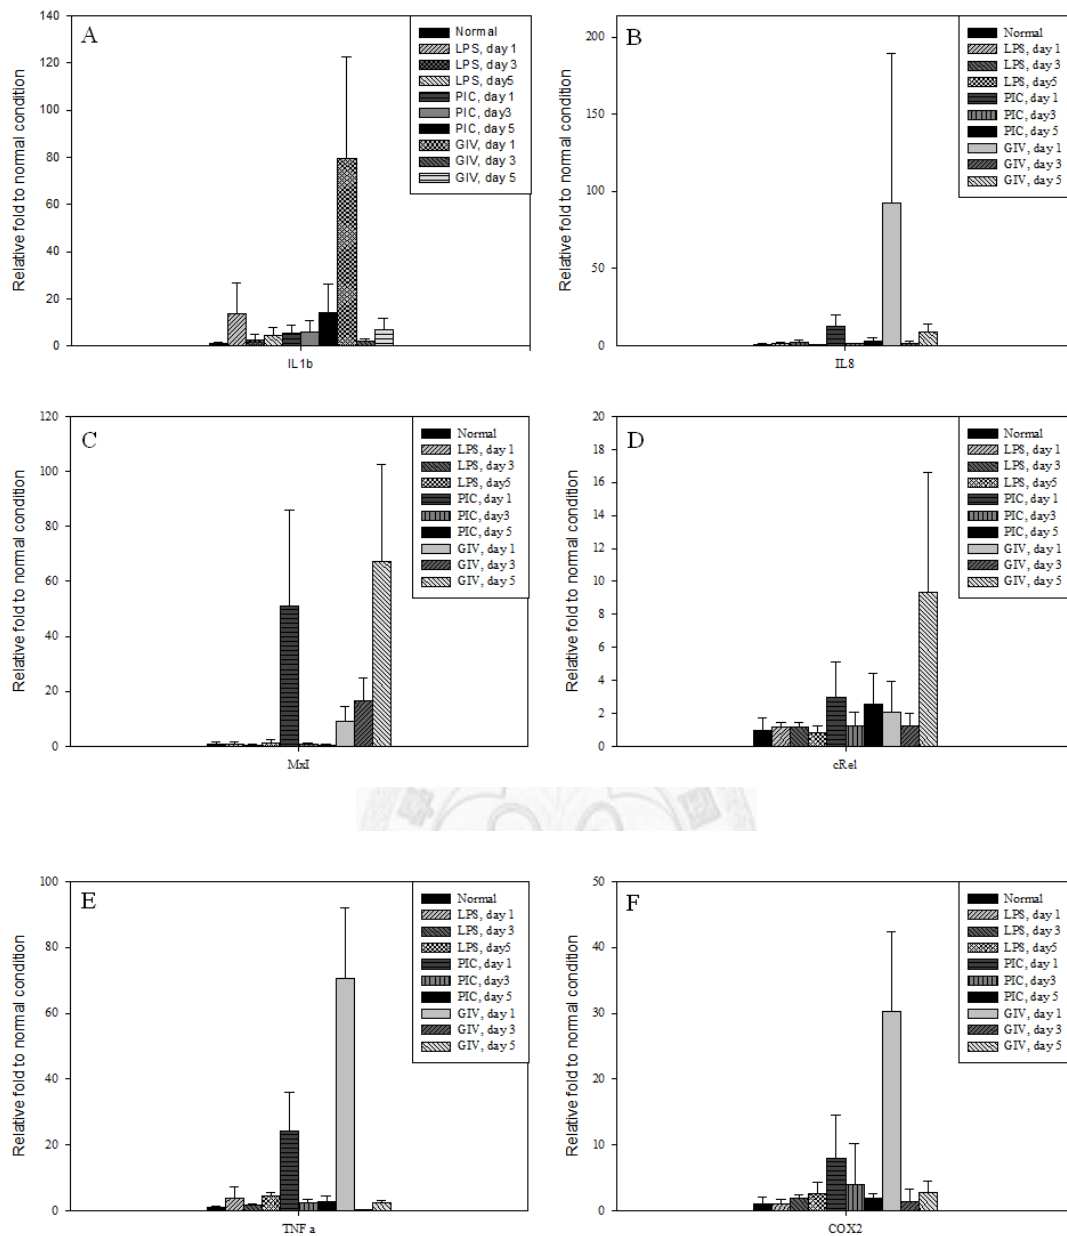 A
Relative fold to normal condition
140
120
100
80
60
40
20
0
IL1b
Normal
LPS, day 1
LPS, day 3
LPS, day5
PIC, day 1
PIC, day3
PIC, day 5
GIV, day 1
GIV, day 3
GIV, day 5
B
Relative fold to normal condition
200
150
100
50
0
IL8
Normal
LPS, day 1
LPS, day 3
LPS, day5
PIC, day 1
PIC, day3
PIC, day 5
GIV, day 1
GIV, day 3
GIV, day 5
C
Relative fold to normal condition
120
100
80
60
40
20
0
MxI
Normal
LPS, day 1
LPS, day 3
LPS, day5
PIC, day 1
PIC, day3
PIC, day 5
GIV, day 1
GIV, day 3
GIV, day 5
D
Relative fold to normal condition
20
18
16
14
12
10
8
6
4
2
0
cRel
Normal
LPS, day 1
LPS, day 3
LPS, day5
PIC, day 1
PIC, day3
PIC, day 5
GIV, day 1
GIV, day 3
GIV, day 5
E
Relative fold to normal condition
100
80
60
40
20
0
TNF a
Normal
LPS, day 1
LPS, day 3
LPS, day5
PIC, day 1
PIC, day3
PIC, day 5
GIV, day 1
GIV, day 3
GIV, day 5
F
Relative fold to normal condition
50
40
30
20
10
0
COX2
Normal
LPS, day 1
LPS, day 3
LPS, day5
PIC, day 1
PIC, day3
PIC, day 5
GIV, day 1
GIV, day 3
GIV, day 5